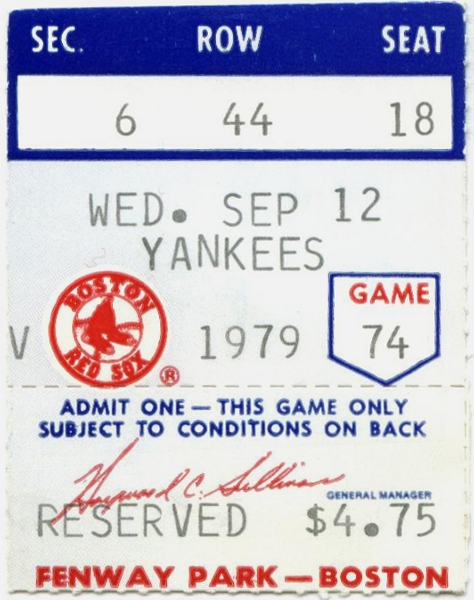 SEC. ROW SEAT
6 44 18
WED. SEP 12
YANKEES
BOSTON
RED SOX
®
V 1979
GAME
74
ADMIT ONE — THIS GAME ONLY
SUBJECT TO CONDITIONS ON BACK
Haywood C. Sullivan
GENERAL MANAGER
RESERVED $4.75
FENWAY PARK — BOSTON